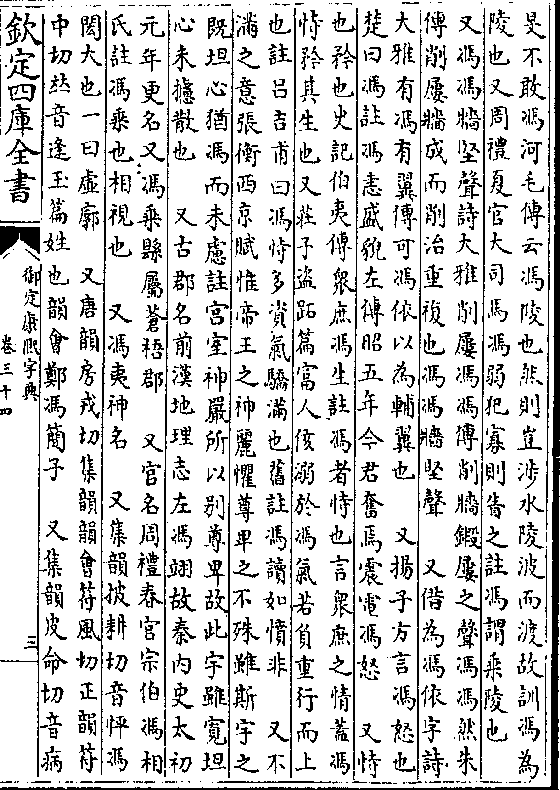 旻不敢馮河毛傳云馮陵也然則豈涉水陵波而渡故訓馮為
陵也又周禮夏官大司馬馮弱犯寡則眚之註馮謂乘陵也
又馮馮牆堅聲詩大雅削屢馮馮傳削牆鍛屢之聲馮馮然朱
傳削屢牆成而削治重複也馮馮牆堅聲　又偕為馮依字詩
大雅有馮有翼傳可馮依以為輔翼也　又揚子方言馮怒也
楚曰馮註馮恚盛貌左傳昭五年今君奮焉震電馮怒　又恃
也矜也史記伯夷傳衆庶馮生註馮者恃也言衆庶之情蓋馮
恃矜其生也又莊子盜跖篇富人侅溺於馮氣若負重行而上
也註呂吉甫曰馮恃多貲氣驕滿也舊註馮讀如憤非　又不
滿之意張衡西京賦惟帝王之神麗懼尊卑之不殊雖斯宇之
既坦心猶馮而未攄註宮室神嚴所以别尊卑故此宇雖寛坦
心未攄散也　又古郡名前漢地理志左馮翊故秦内史太初
元年更名又馮乘縣屬蒼梧郡　又官名周禮春官宗伯馮相
氏註馮乘也相視也　又馮夷神名　又集韻披耕切音怦馮
閎大也一曰虛廓　又唐韻房戎切集韻韻會符風切正韻符
中切𠀤音逢玉篇姓也韻會鄭馮簡子　又集韻皮命切音病
欽定四庫全書
御定康熙字典
卷三十四
三